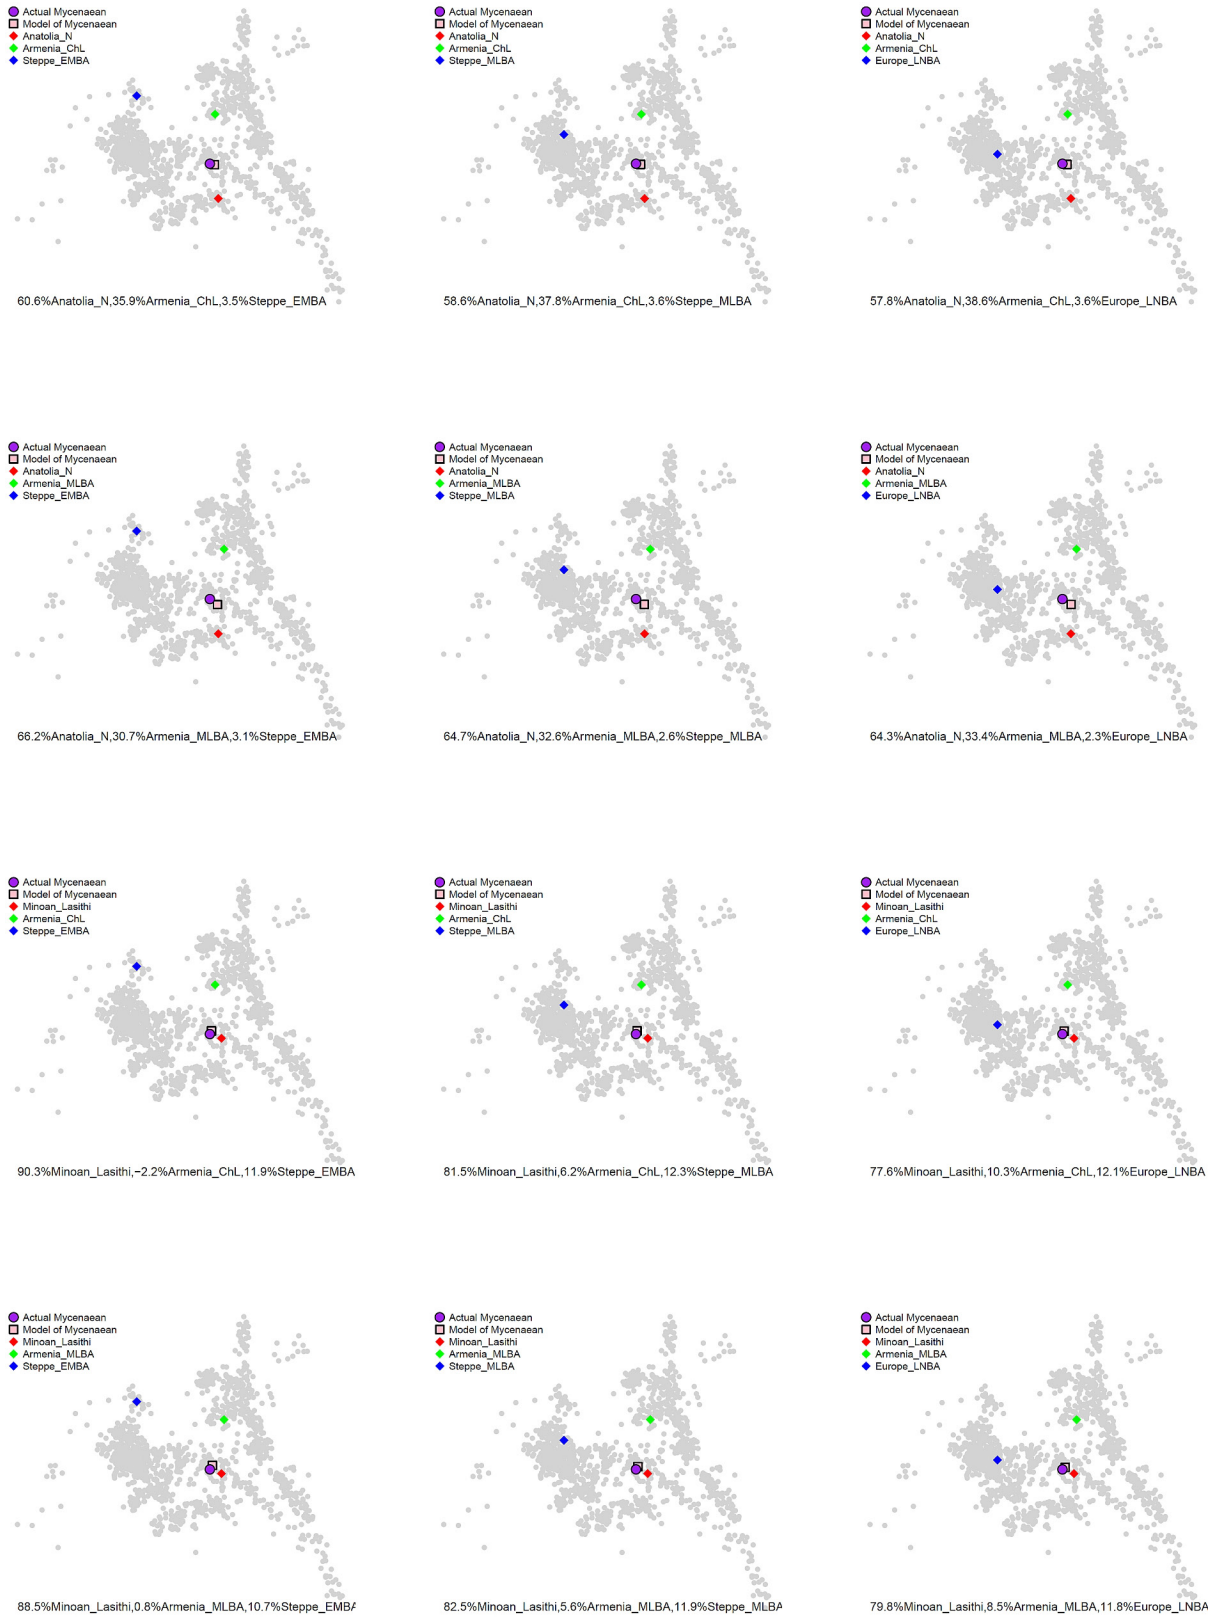 Actual Mycenaean
Model of Mycenaean
Anatolia_N
Armenia_ChL
Steppe_EMBA
60.6%Anatolia_N,35.9%Armenia_ChL,3.5%Steppe_EMBA
Actual Mycenaean
Model of Mycenaean
Anatolia_N
Armenia_ChL
Steppe_MLBA
58.6%Anatolia_N,37.8%Armenia_ChL,3.6%Steppe_MLBA
Actual Mycenaean
Model of Mycenaean
Anatolia_N
Armenia_ChL
Europe_LNBA
57.8%Anatolia_N,38.6%Armenia_ChL,3.6%Europe_LNBA
Actual Mycenaean
Model of Mycenaean
Anatolia_N
Armenia_MLBA
Steppe_EMBA
66.2%Anatolia_N,30.7%Armenia_MLBA,3.1%Steppe_EMBA
Actual Mycenaean
Model of Mycenaean
Anatolia_N
Armenia_MLBA
Steppe_MLBA
64.7%Anatolia_N,32.6%Armenia_MLBA,2.6%Steppe_MLBA
Actual Mycenaean
Model of Mycenaean
Anatolia_N
Armenia_MLBA
Europe_LNBA
64.3%Anatolia_N,33.4%Armenia_MLBA,2.3%Europe_LNBA
Actual Mycenaean
Model of Mycenaean
Minoan_Lasithi
Armenia_ChL
Steppe_EMBA
90.3%Minoan_Lasithi,−2.2%Armenia_ChL,11.9%Steppe_EMBA
Actual Mycenaean
Model of Mycenaean
Minoan_Lasithi
Armenia_ChL
Steppe_MLBA
81.5%Minoan_Lasithi,6.2%Armenia_ChL,12.3%Steppe_MLBA
Actual Mycenaean
Model of Mycenaean
Minoan_Lasithi
Armenia_ChL
Europe_LNBA
77.6%Minoan_Lasithi,10.3%Armenia_ChL,12.1%Europe_LNBA
Actual Mycenaean
Model of Mycenaean
Minoan_Lasithi
Armenia_MLBA
Steppe_EMBA
88.5%Minoan_Lasithi,0.8%Armenia_MLBA,10.7%Steppe_EMBA
Actual Mycenaean
Model of Mycenaean
Minoan_Lasithi
Armenia_MLBA
Steppe_MLBA
82.5%Minoan_Lasithi,5.6%Armenia_MLBA,11.9%Steppe_MLBA
Actual Mycenaean
Model of Mycenaean
Minoan_Lasithi
Armenia_MLBA
Europe_LNBA
79.8%Minoan_Lasithi,8.5%Armenia_MLBA,11.8%Europe_LNBA